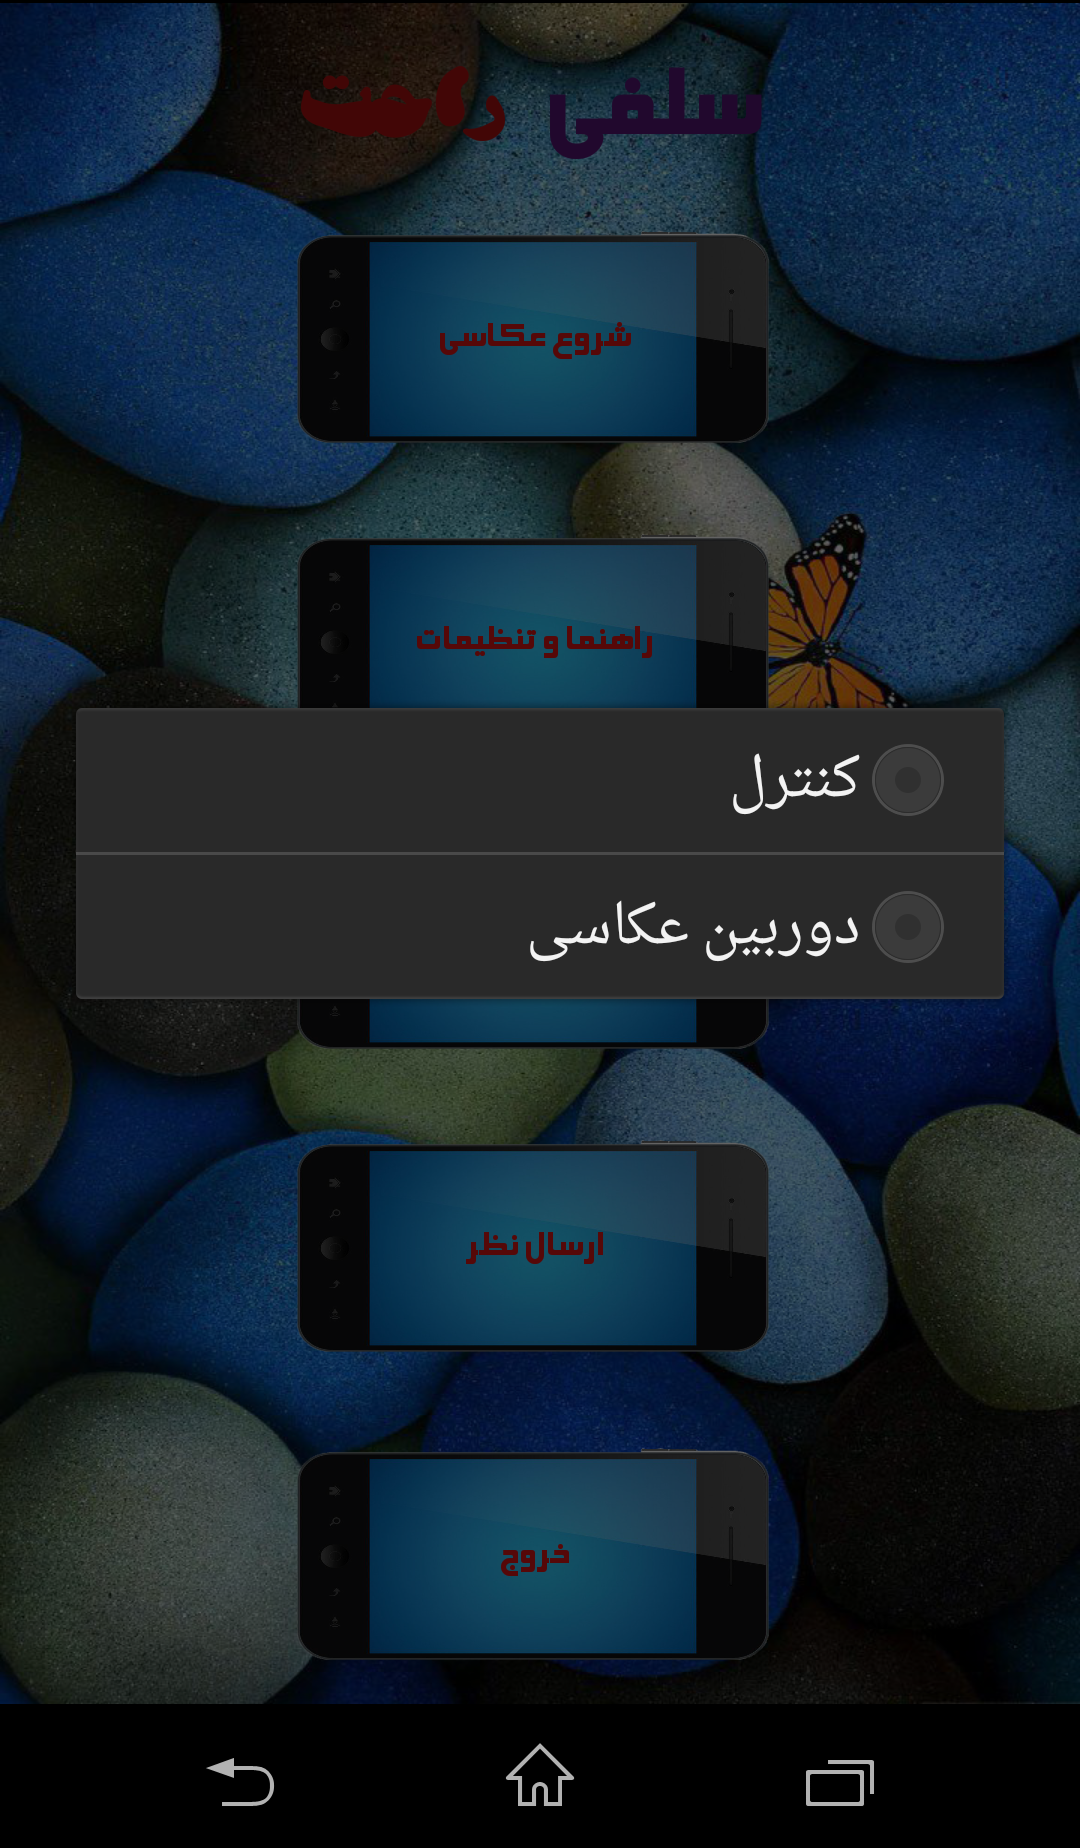 سلفی راحت
شروع عکاسی
راهنما و تنظیمات
کنترل
دوربین عکاسی
ارسال نظر
خروج